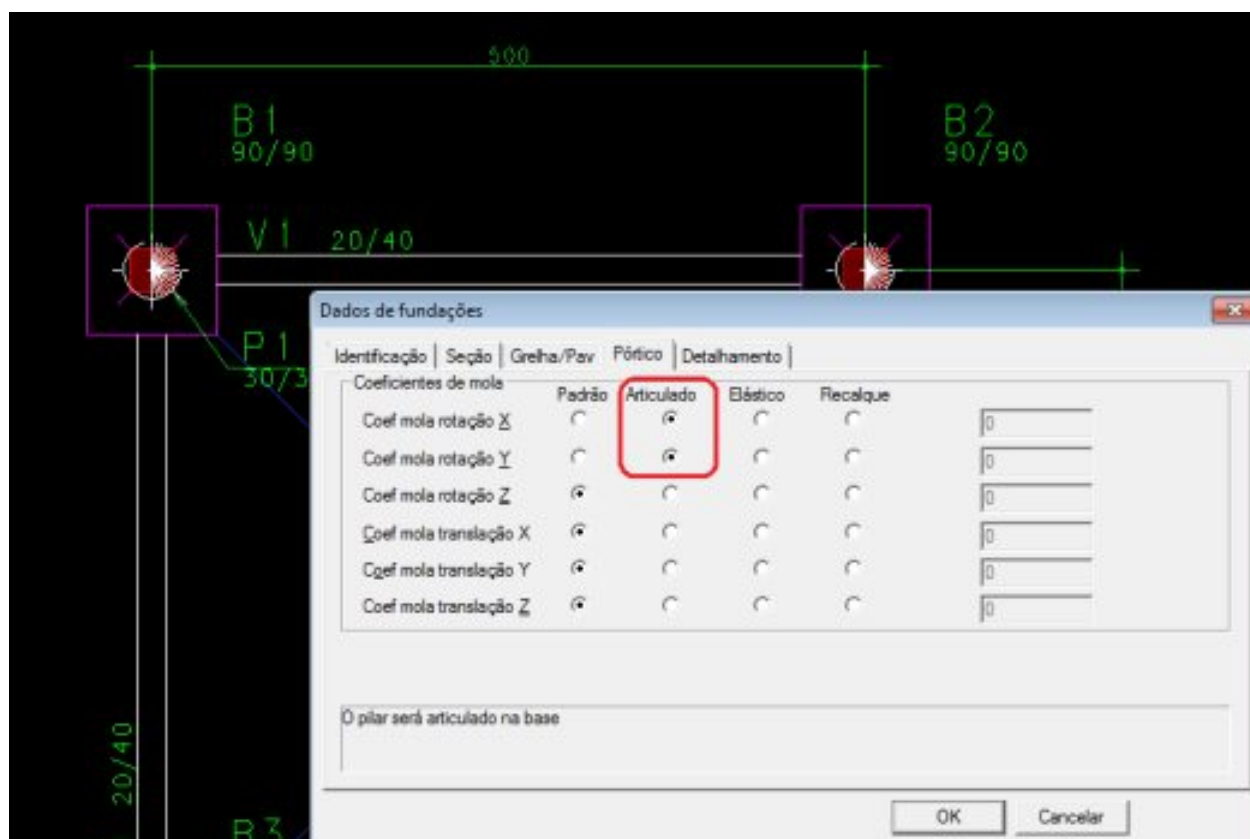 500
B1
90/90
B2
90/90
V1 20/40
P1
30/3
20/40
Dados de fundações
Identificação Seção Grelha/Pav Pórtico Detalhamento
Coeficientes de mola
Padrão Articulado Elástico Recalque
Coef mola rotação X 0
Coef mola rotação Y 0
Coef mola rotação Z 0
Coef mola translação X 0
Coef mola translação Y 0
Coef mola translação Z 0
O pilar será articulado na base
OK Cancelar